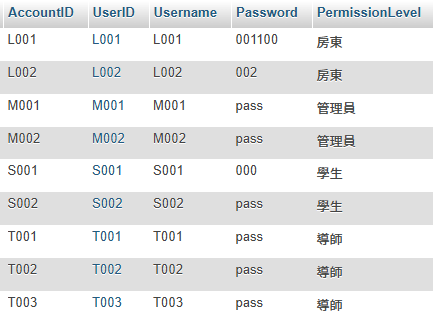 AccountID UserID Username Password PermissionLevel
L001 L001 L001 001100 房東
L002 L002 L002 002 房東
M001 M001 M001 pass 管理員
M002 M002 M002 pass 管理員
S001 S001 S001 000 學生
S002 S002 S002 pass 學生
T001 T001 T001 pass 導師
T002 T002 T002 pass 導師
T003 T003 T003 pass 導師